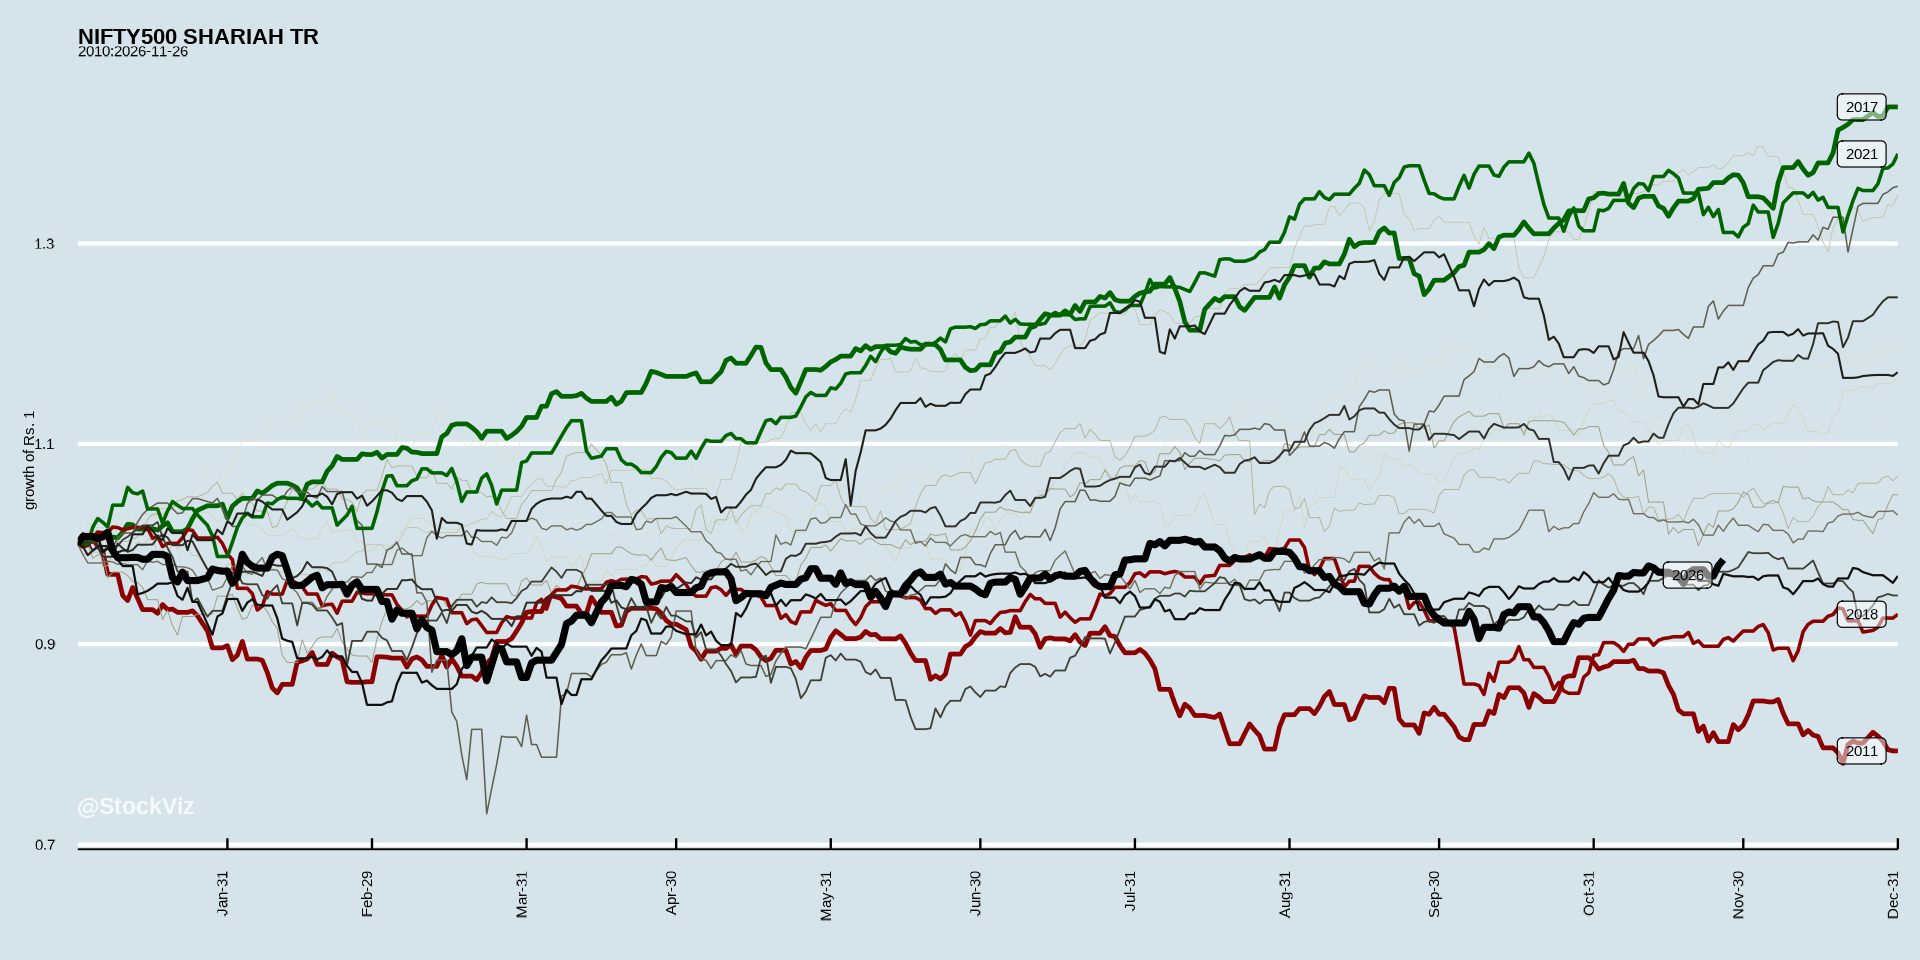 NIFTY500 SHARIAH TR
2010:2026-11-26
2017
2021
1.3
1.1
0.9
0.7
growth of Rs. 1
2026
2018
2011
@StockViz
Jan-31
Feb-29
Mar-31
Apr-30
May-31
Jun-30
Jul-31
Aug-31
Sep-30
Oct-31
Nov-30
Dec-31